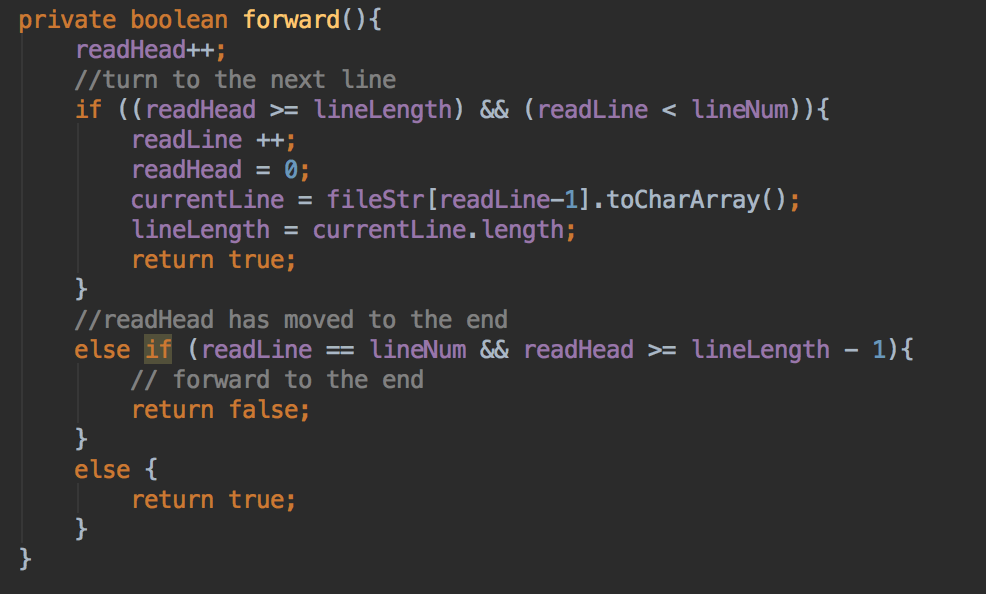 private boolean forward(){
readHead++;
//turn to the next line
if ((readHead >= lineLength) && (readLine < lineNum)){
readLine ++;
readHead = 0;
currentLine = fileStr[readLine-1].toCharArray();
lineLength = currentLine.length;
return true;
}
//readHead has moved to the end
else if (readLine == lineNum && readHead >= lineLength - 1){
// forward to the end
return false;
}
else {
return true;
}
}